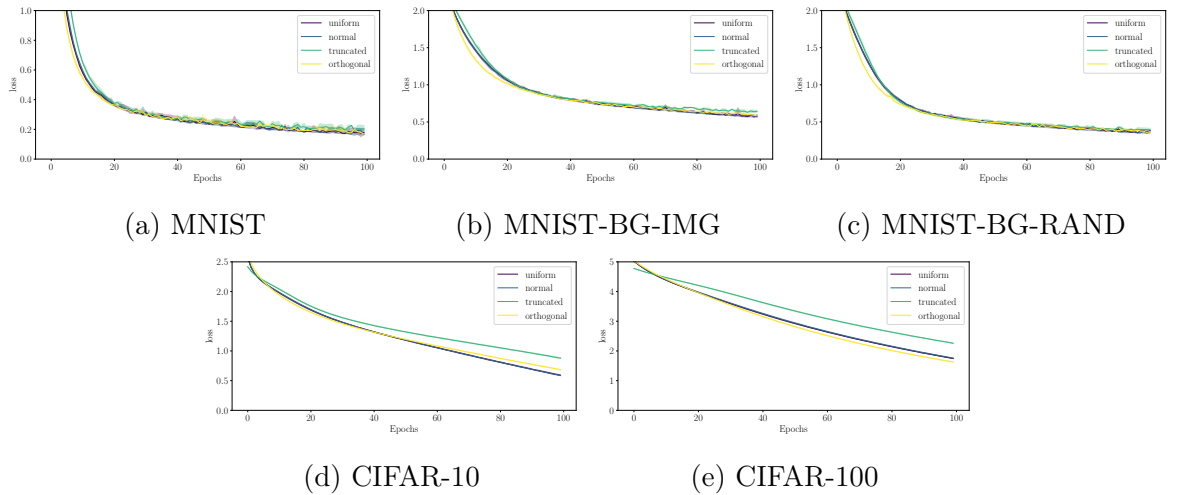 1.0
0.8
0.6
0.4
0.2
0.0
loss
0 20 40 60 80 100
Epochs
uniform
normal
truncated
orthogonal
(a) MNIST
2.0
1.5
1.0
0.5
0.0
loss
0 20 40 60 80 100
Epochs
uniform
normal
truncated
orthogonal
(b) MNIST-BG-IMG
2.0
1.5
1.0
0.5
0.0
loss
0 20 40 60 80 100
Epochs
uniform
normal
truncated
orthogonal
(c) MNIST-BG-RAND
2.5
2.0
1.5
1.0
0.5
0.0
loss
0 20 40 60 80 100
Epochs
uniform
normal
truncated
orthogonal
(d) CIFAR-10
5
4
3
2
1
0
loss
0 20 40 60 80 100
Epochs
uniform
normal
truncated
orthogonal
(e) CIFAR-100